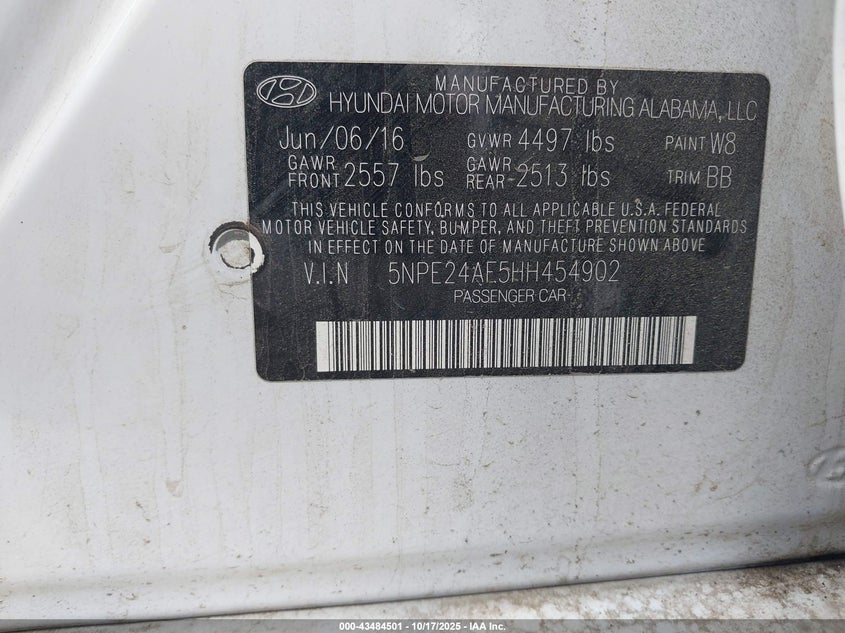 MANUFACTURED BY
HYUNDAI MOTOR MANUFACTURING ALABAMA, LLC
Jun/06/16 GVWR 4497 lbs PAINT W8
GAWR FRONT 2557 lbs GAWR REAR 2513 lbs TRIM BB
THIS VEHICLE CONFORMS TO ALL APPLICABLE U.S.A. FEDERAL
MOTOR VEHICLE SAFETY, BUMPER, AND THEFT PREVENTION STANDARDS
IN EFFECT ON THE DATE OF MANUFACTURE SHOWN ABOVE
V.I.N 5NPE24AE5HH454902
PASSENGER CAR
000-43484501 - 10/17/2025 - IAA Inc.